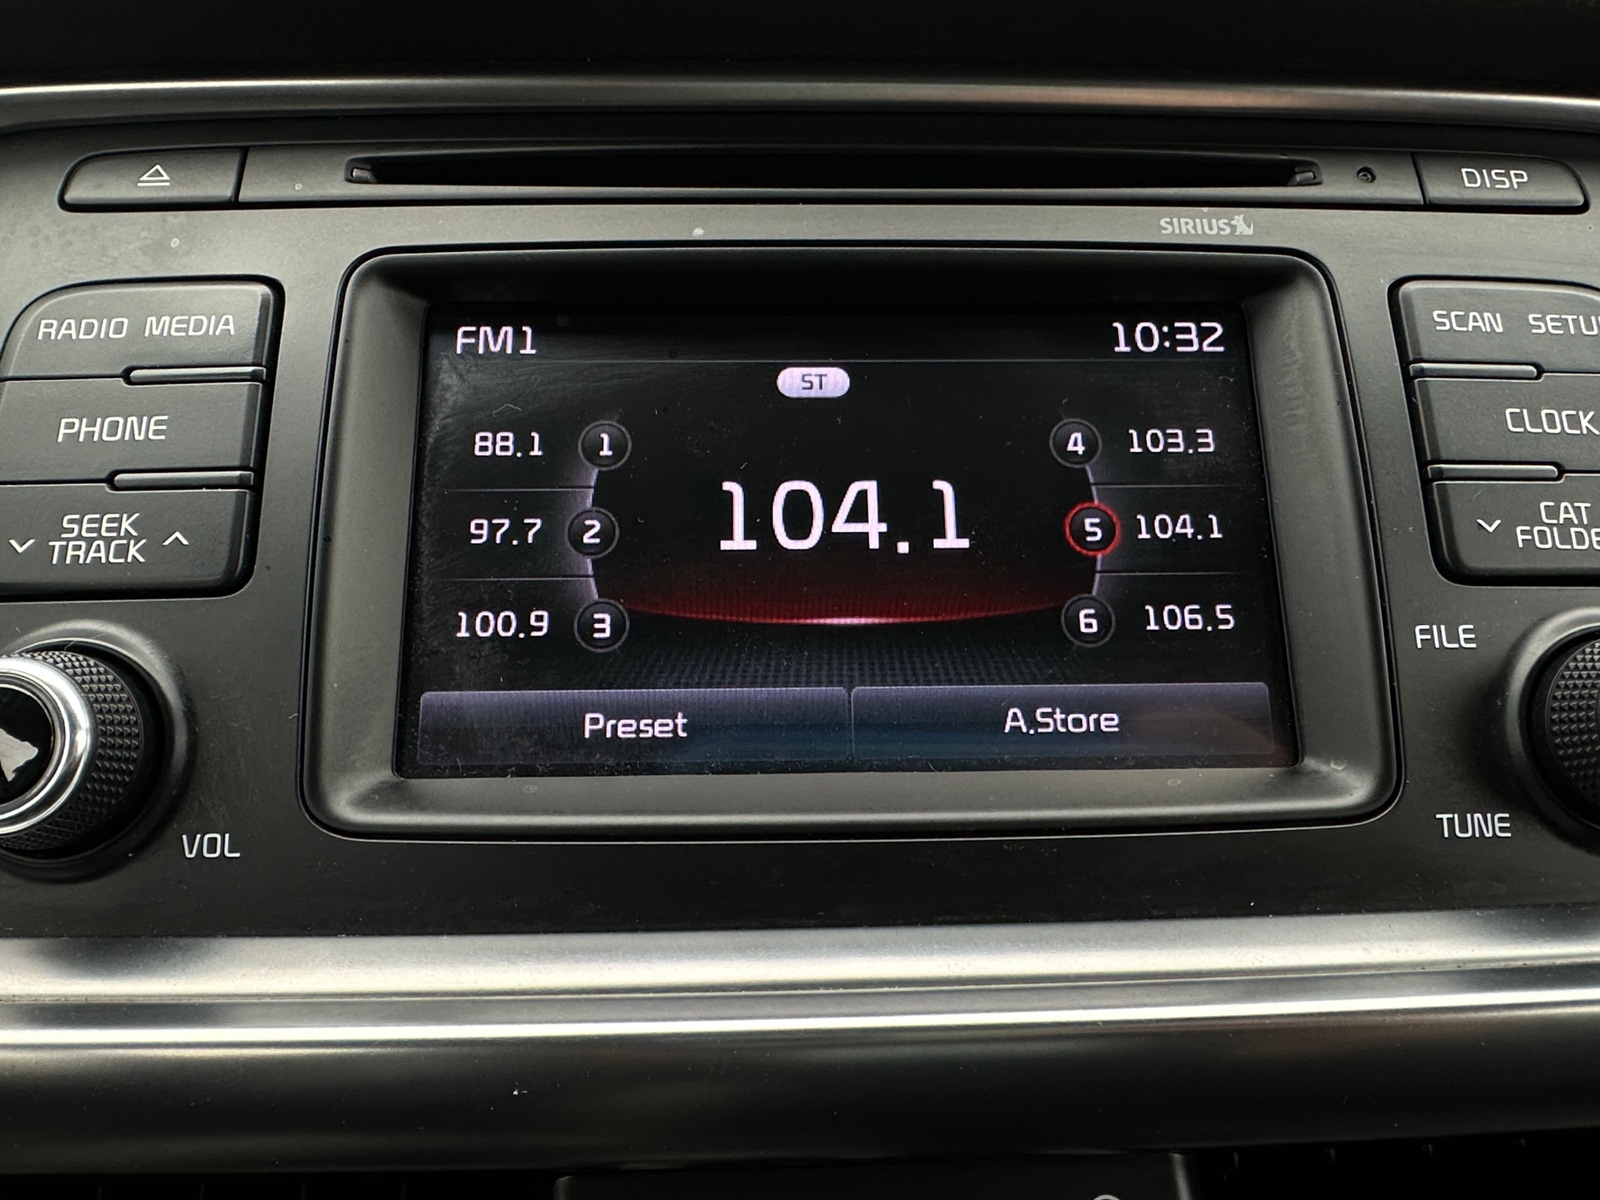 DISP
SIRIUS
RADIO MEDIA
PHONE
SEEK
TRACK
VOL
FM1
10:32
ST
88.1 1
97.7 2
100.9 3
104.1
4 103.3
5 104.1
6 106.5
Preset
A.Store
SCAN
CLOCK
CAT
FILE
TUNE